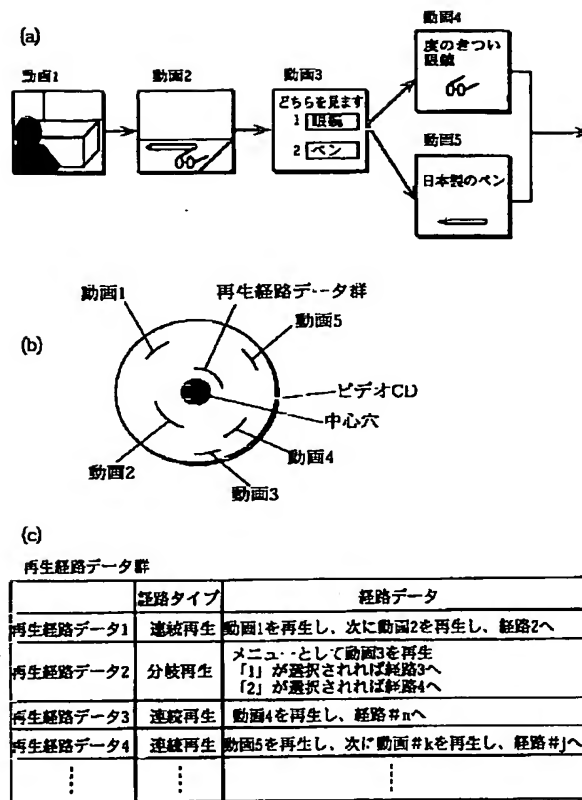 (a)
動画1
動画2
動画3
動画4
動画5
どちらを見ます
1 眼鏡
2 ペン
度のきつい
眼鏡
日本製のペン
(b)
動画1
再生経路データ群
動画5
ビデオCD
中心穴
動画4
動画3
動画2
(c)
再生経路データ群
経路タイプ 経路データ
再生経路データ1 連続再生 動画1を再生し、次に動画2を再生し、経路2へ
再生経路データ2 分岐再生 メニューとして動画3を再生
「1」が選択されれば経路3へ
「2」が選択されれば経路4へ
再生経路データ3 連続再生 動画4を再生し、経路#nへ
再生経路データ4 連続再生 動画5を再生し、次に動画#kを再生し、経路#jへ